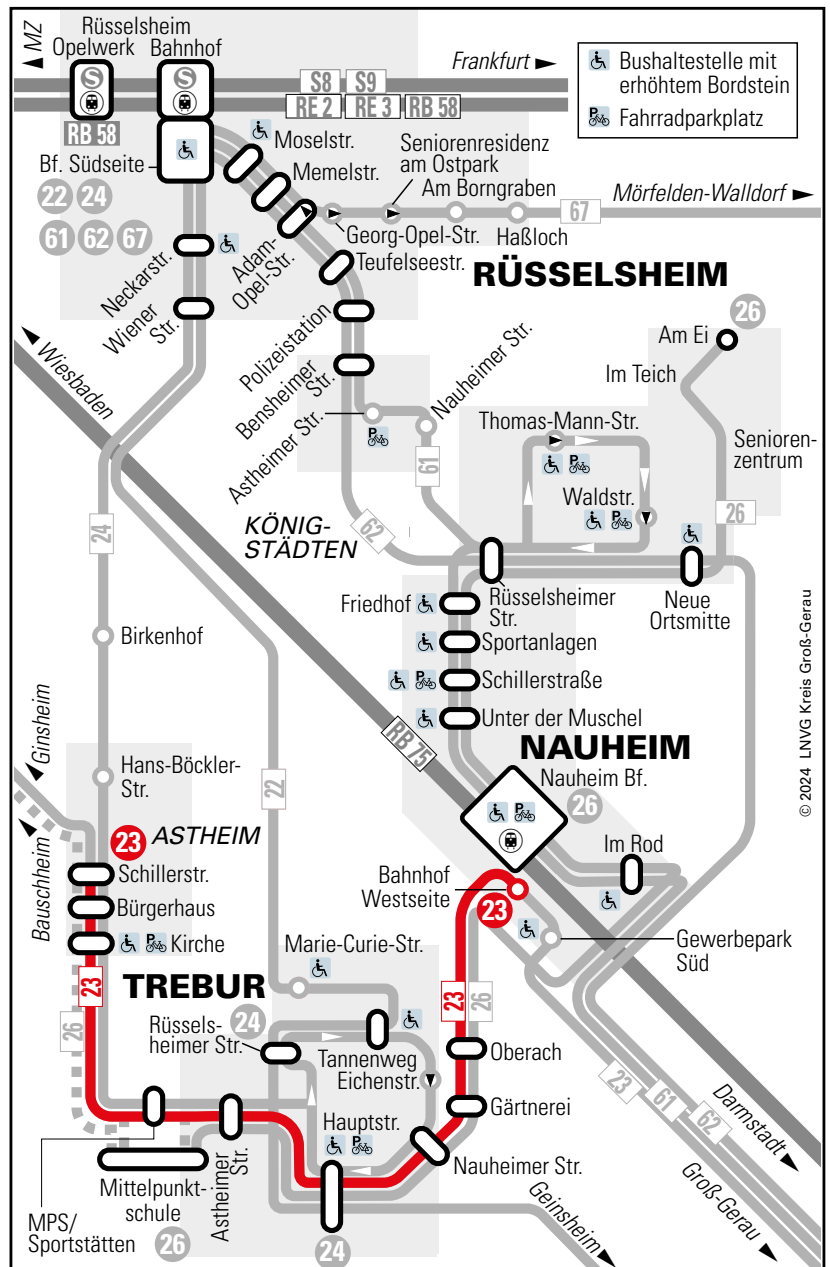 MZ
Rüsselsheim
Opelwerk
Bahnhof
S
S
S8
S9
RE 2
RE 3
RB 58
Frankfurt
Bushaltestelle mit
erhöhtem Bordstein
P
Fahrradparkplatz
RB 58
Bf. Südseite
22
24
61
62
67
Moselstr.
Memelstr.
Seniorenresidenz
am Ostpark
Am Borngraben
Mörfelden-Walldorf
67
Georg-Opel-Str.
Haßloch
Adam-
Opel-Str.
Teufelseestr.
Neckarstr.
Wiener
Str.
RÜSSELSHEIM
Polizeistation
Bensheimer
Str.
Nauheimer Str.
Astheimer Str.
P
Wiesbaden
26
Am Ei
Im Teich
Thomas-Mann-Str.
P
Senioren-
zentrum
Waldstr.
P
61
26
24
KÖNIG-
STÄDTEN
62
Rüsselsheimer
Str.
Neue
Ortsmitte
Friedhof
Sportanlagen
P
Schillerstraße
Unter der Muschel
Birkenhof
RB 75
NAUHEIM
Nauheim Bf.
26
P
© 2024 LNVG Kreis Groß-Gerau
Ginsheim
Hans-Böckler-
Str.
22
Bauschheim
23
ASTHEIM
Schillerstr.
Bürgerhaus
P
Kirche
Im Rod
Bahnhof
Westseite
23
Gewerbepark
Süd
Marie-Curie-Str.
23
26
TREBUR
Rüssels-
heimer Str.
24
23
26
Tannenweg
Eichenstr.
Oberach
Gärtnerei
Hauptstr.
P
Nauheimer Str.
23
61
62
Darmstadt
Groß-Gerau
Geinsheim
Astheimer
Str.
Mittelpunkt-
schule
MPS/
Sportstätten
26
24